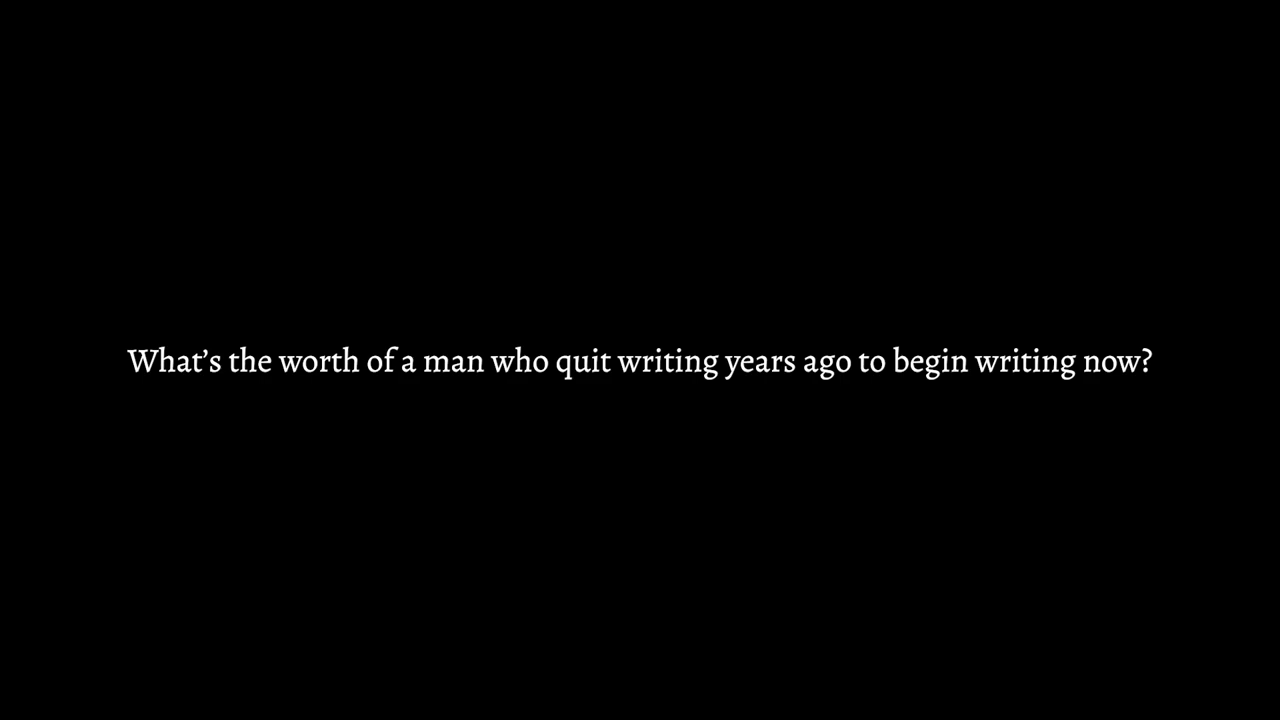 What’s the worth of a man who quit writing years ago to begin writing now?